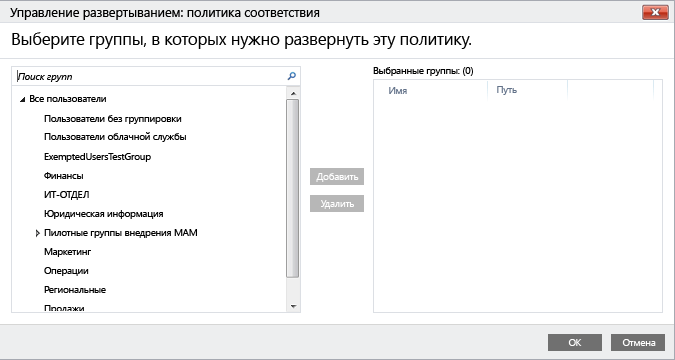 Управление развертыванием: политика соответствия
Выберите группы, в которых нужно развернуть эту политику.
Поиск групп
Выбранные группы: (0)
Имя Путь
Все пользователи
Пользователи без группировки
Пользователи облачной службы
ExemptedUsersTestGroup
Финансы
ИТ-ОТДЕЛ
Юридическая информация
Пилотные группы внедрения MAM
Маркетинг
Операции
Региональные
Продажи
Добавить
Удалить
OK Отмена